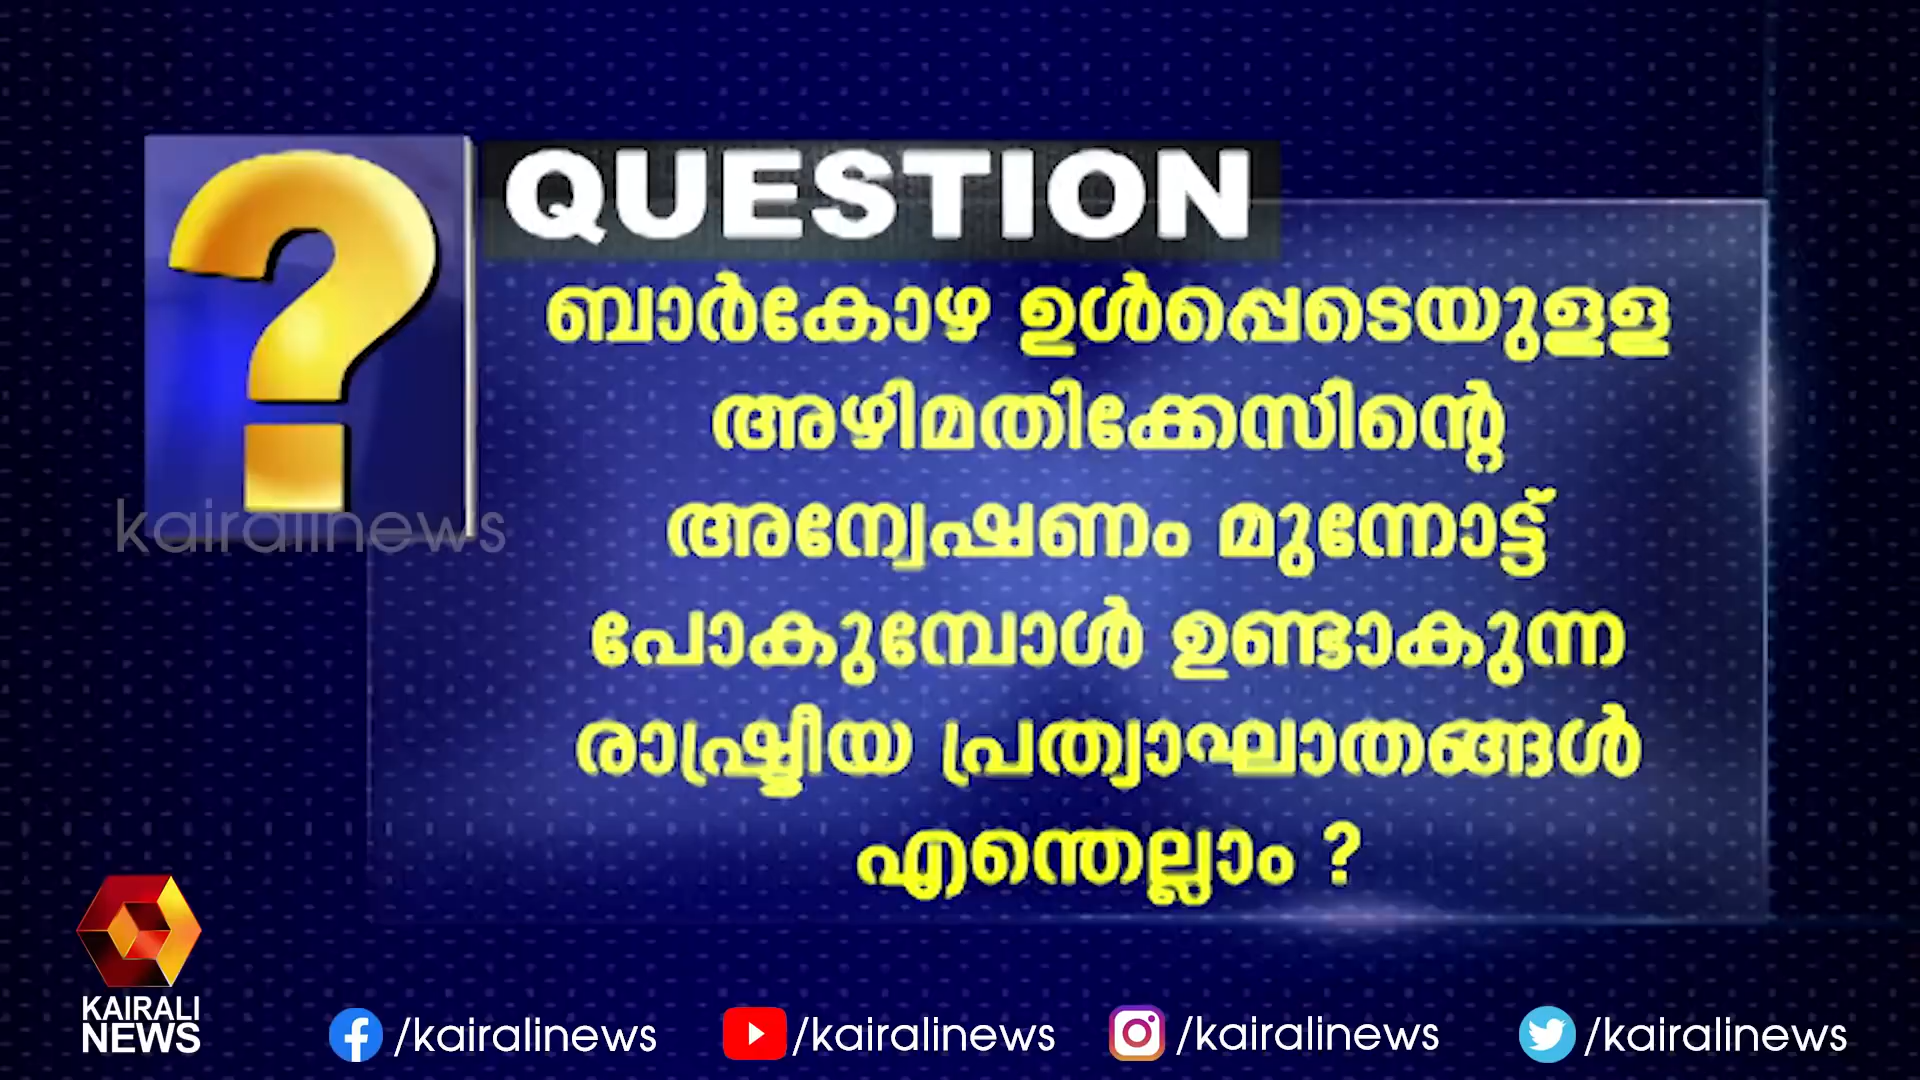 QUESTION
ബാർകോഴ ഉൾപ്പെടെയുളള
അഴിമതിക്കേസിന്റെ
അന്വേഷണം മുന്നോട്ട്
പോകുമ്പോൾ ഉണ്ടാകുന്ന
രാഷ്ട്രീയ പ്രത്യാഘാതങ്ങൾ
എന്തെല്ലാം ?
kairalinews
KAIRALI
NEWS
/kairalinews /kairalinews /kairalinews /kairalinews